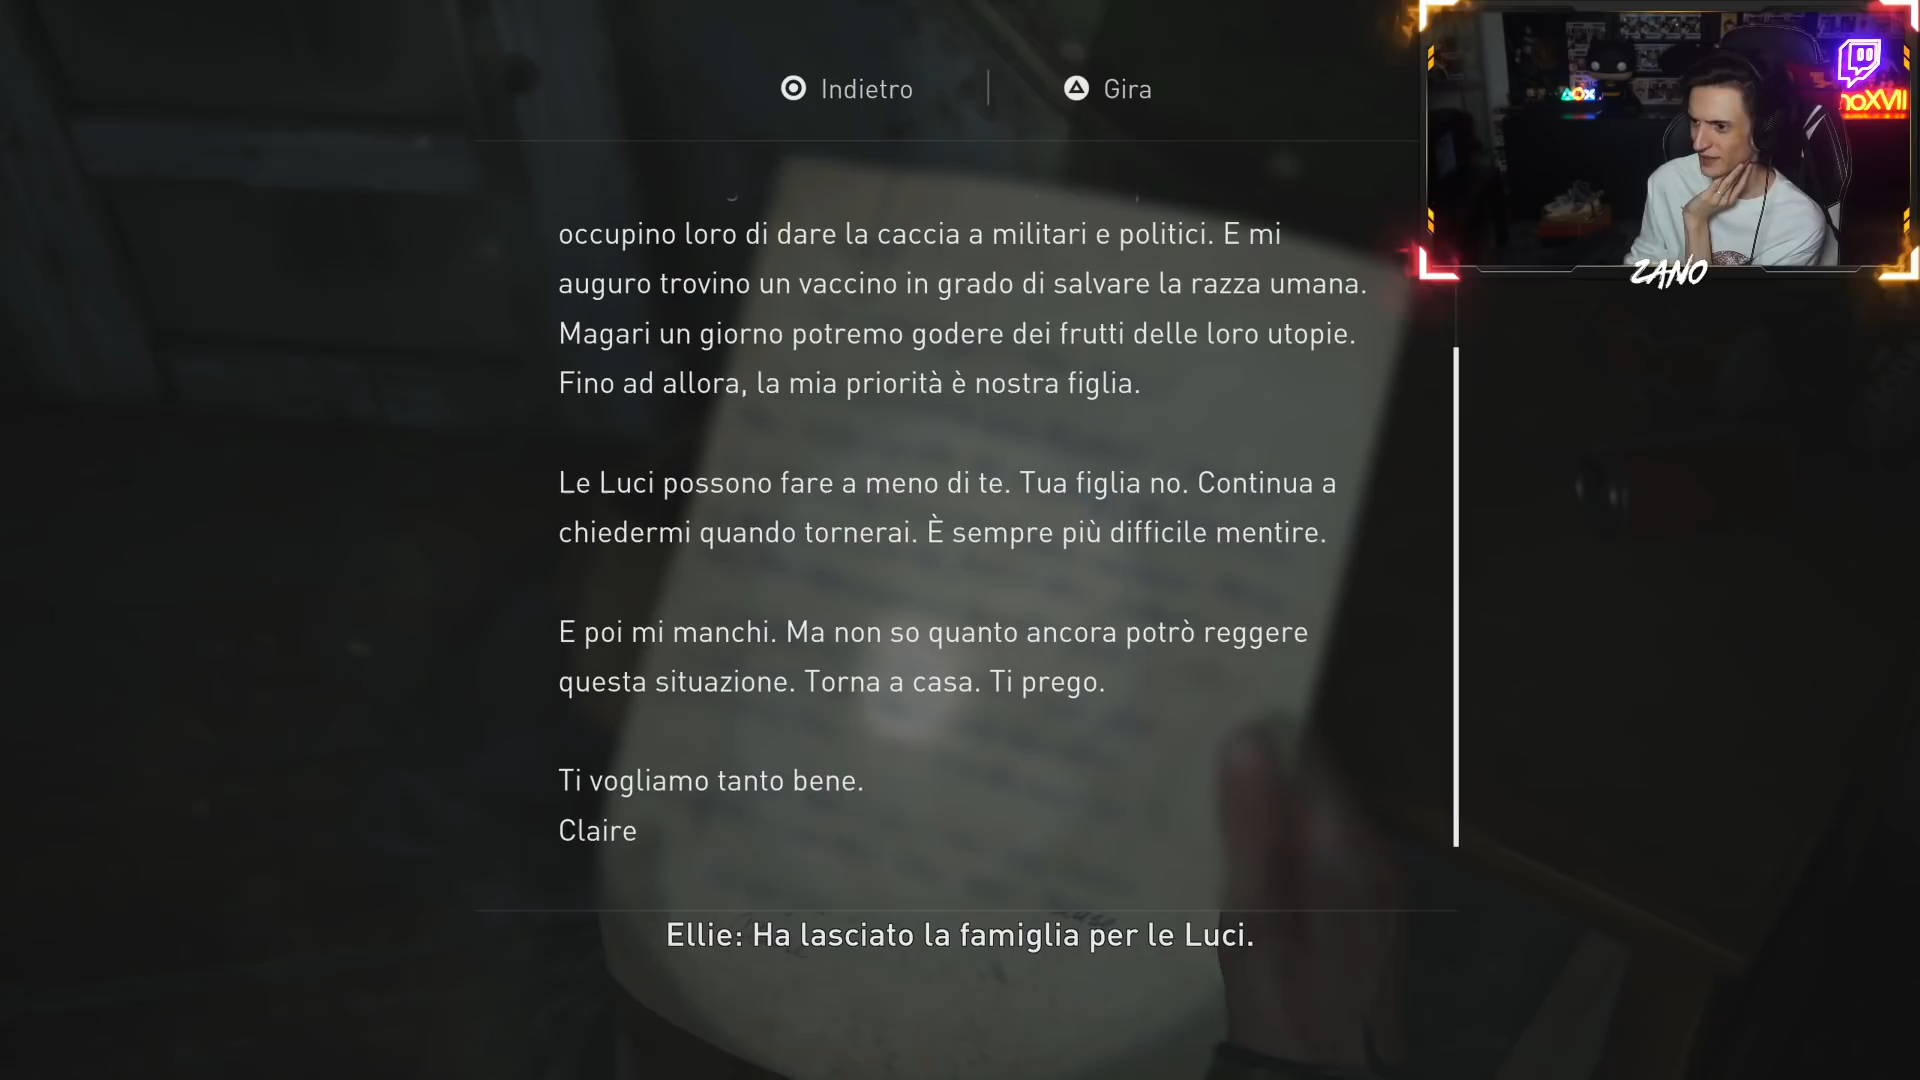 Indietro
Gira
occupino loro di dare la caccia a militari e politici. E mi
auguro trovino un vaccino in grado di salvare la razza umana.
Magari un giorno potremo godere dei frutti delle loro utopie.
Fino ad allora, la mia priorità è nostra figlia.
Le Luci possono fare a meno di te. Tua figlia no. Continua a
chiedermi quando tornerai. È sempre più difficile mentire.
E poi mi manchi. Ma non so quanto ancora potrò reggere
questa situazione. Torna a casa. Ti prego.
Ti vogliamo tanto bene.
Claire
Ellie: Ha lasciato la famiglia per le Luci.
noXVII
ZANO